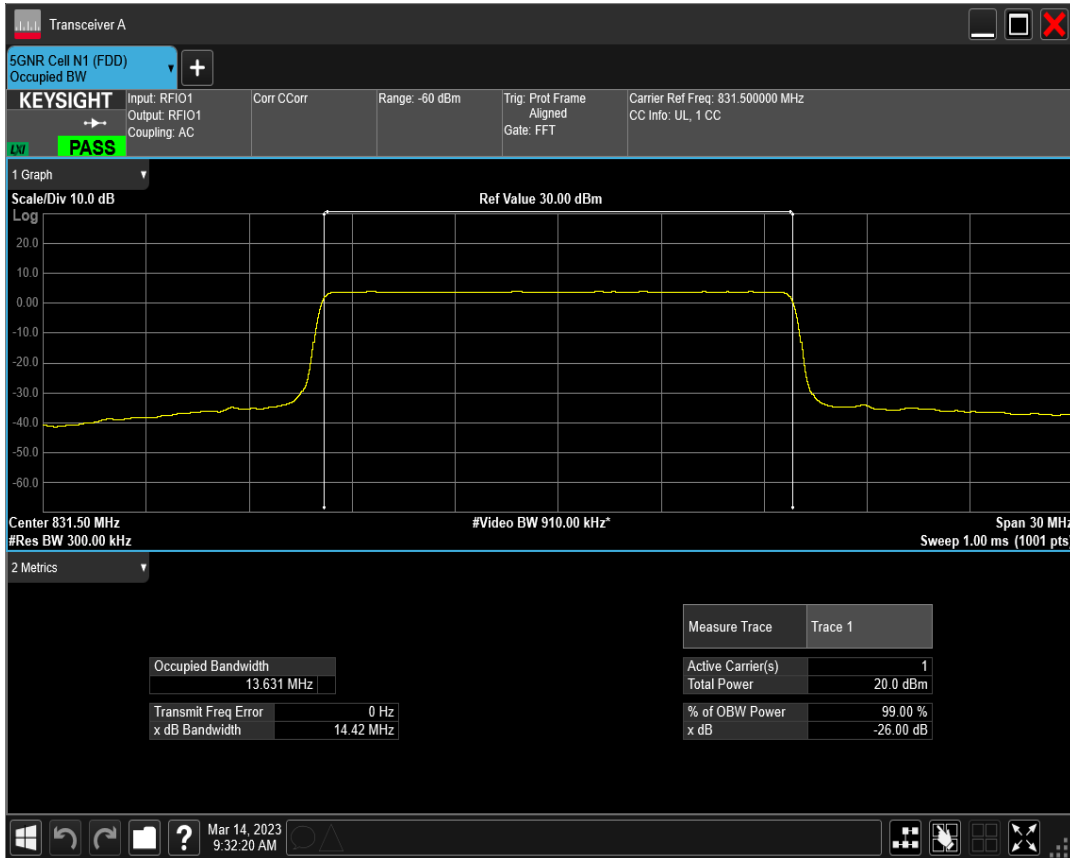 Transceiver A
5GNR Cell N1 (FDD)
Occupied BW
KEYSIGHT
LXI
PASS
Input: RFIO1
Output: RFIO1
Coupling: AC
Corr CCorr
Range: -60 dBm
Trig: Prot Frame
Aligned
Gate: FFT
Carrier Ref Freq: 831.500000 MHz
CC Info: UL, 1 CC
1 Graph
Scale/Div 10.0 dB
Ref Value 30.00 dBm
Log
20.0
10.0
0.00
-10.0
-20.0
-30.0
-40.0
-50.0
-60.0
Center 831.50 MHz
#Video BW 910.00 kHz*
Span 30 MHz
#Res BW 300.00 kHz
Sweep 1.00 ms (1001 pts)
2 Metrics
Measure Trace Trace 1
Occupied Bandwidth
13.631 MHz
Active Carrier(s) 1
Total Power 20.0 dBm
Transmit Freq Error 0 Hz
x dB Bandwidth 14.42 MHz
% of OBW Power 99.00 %
x dB -26.00 dB
?
Mar 14, 2023
9:32:20 AM